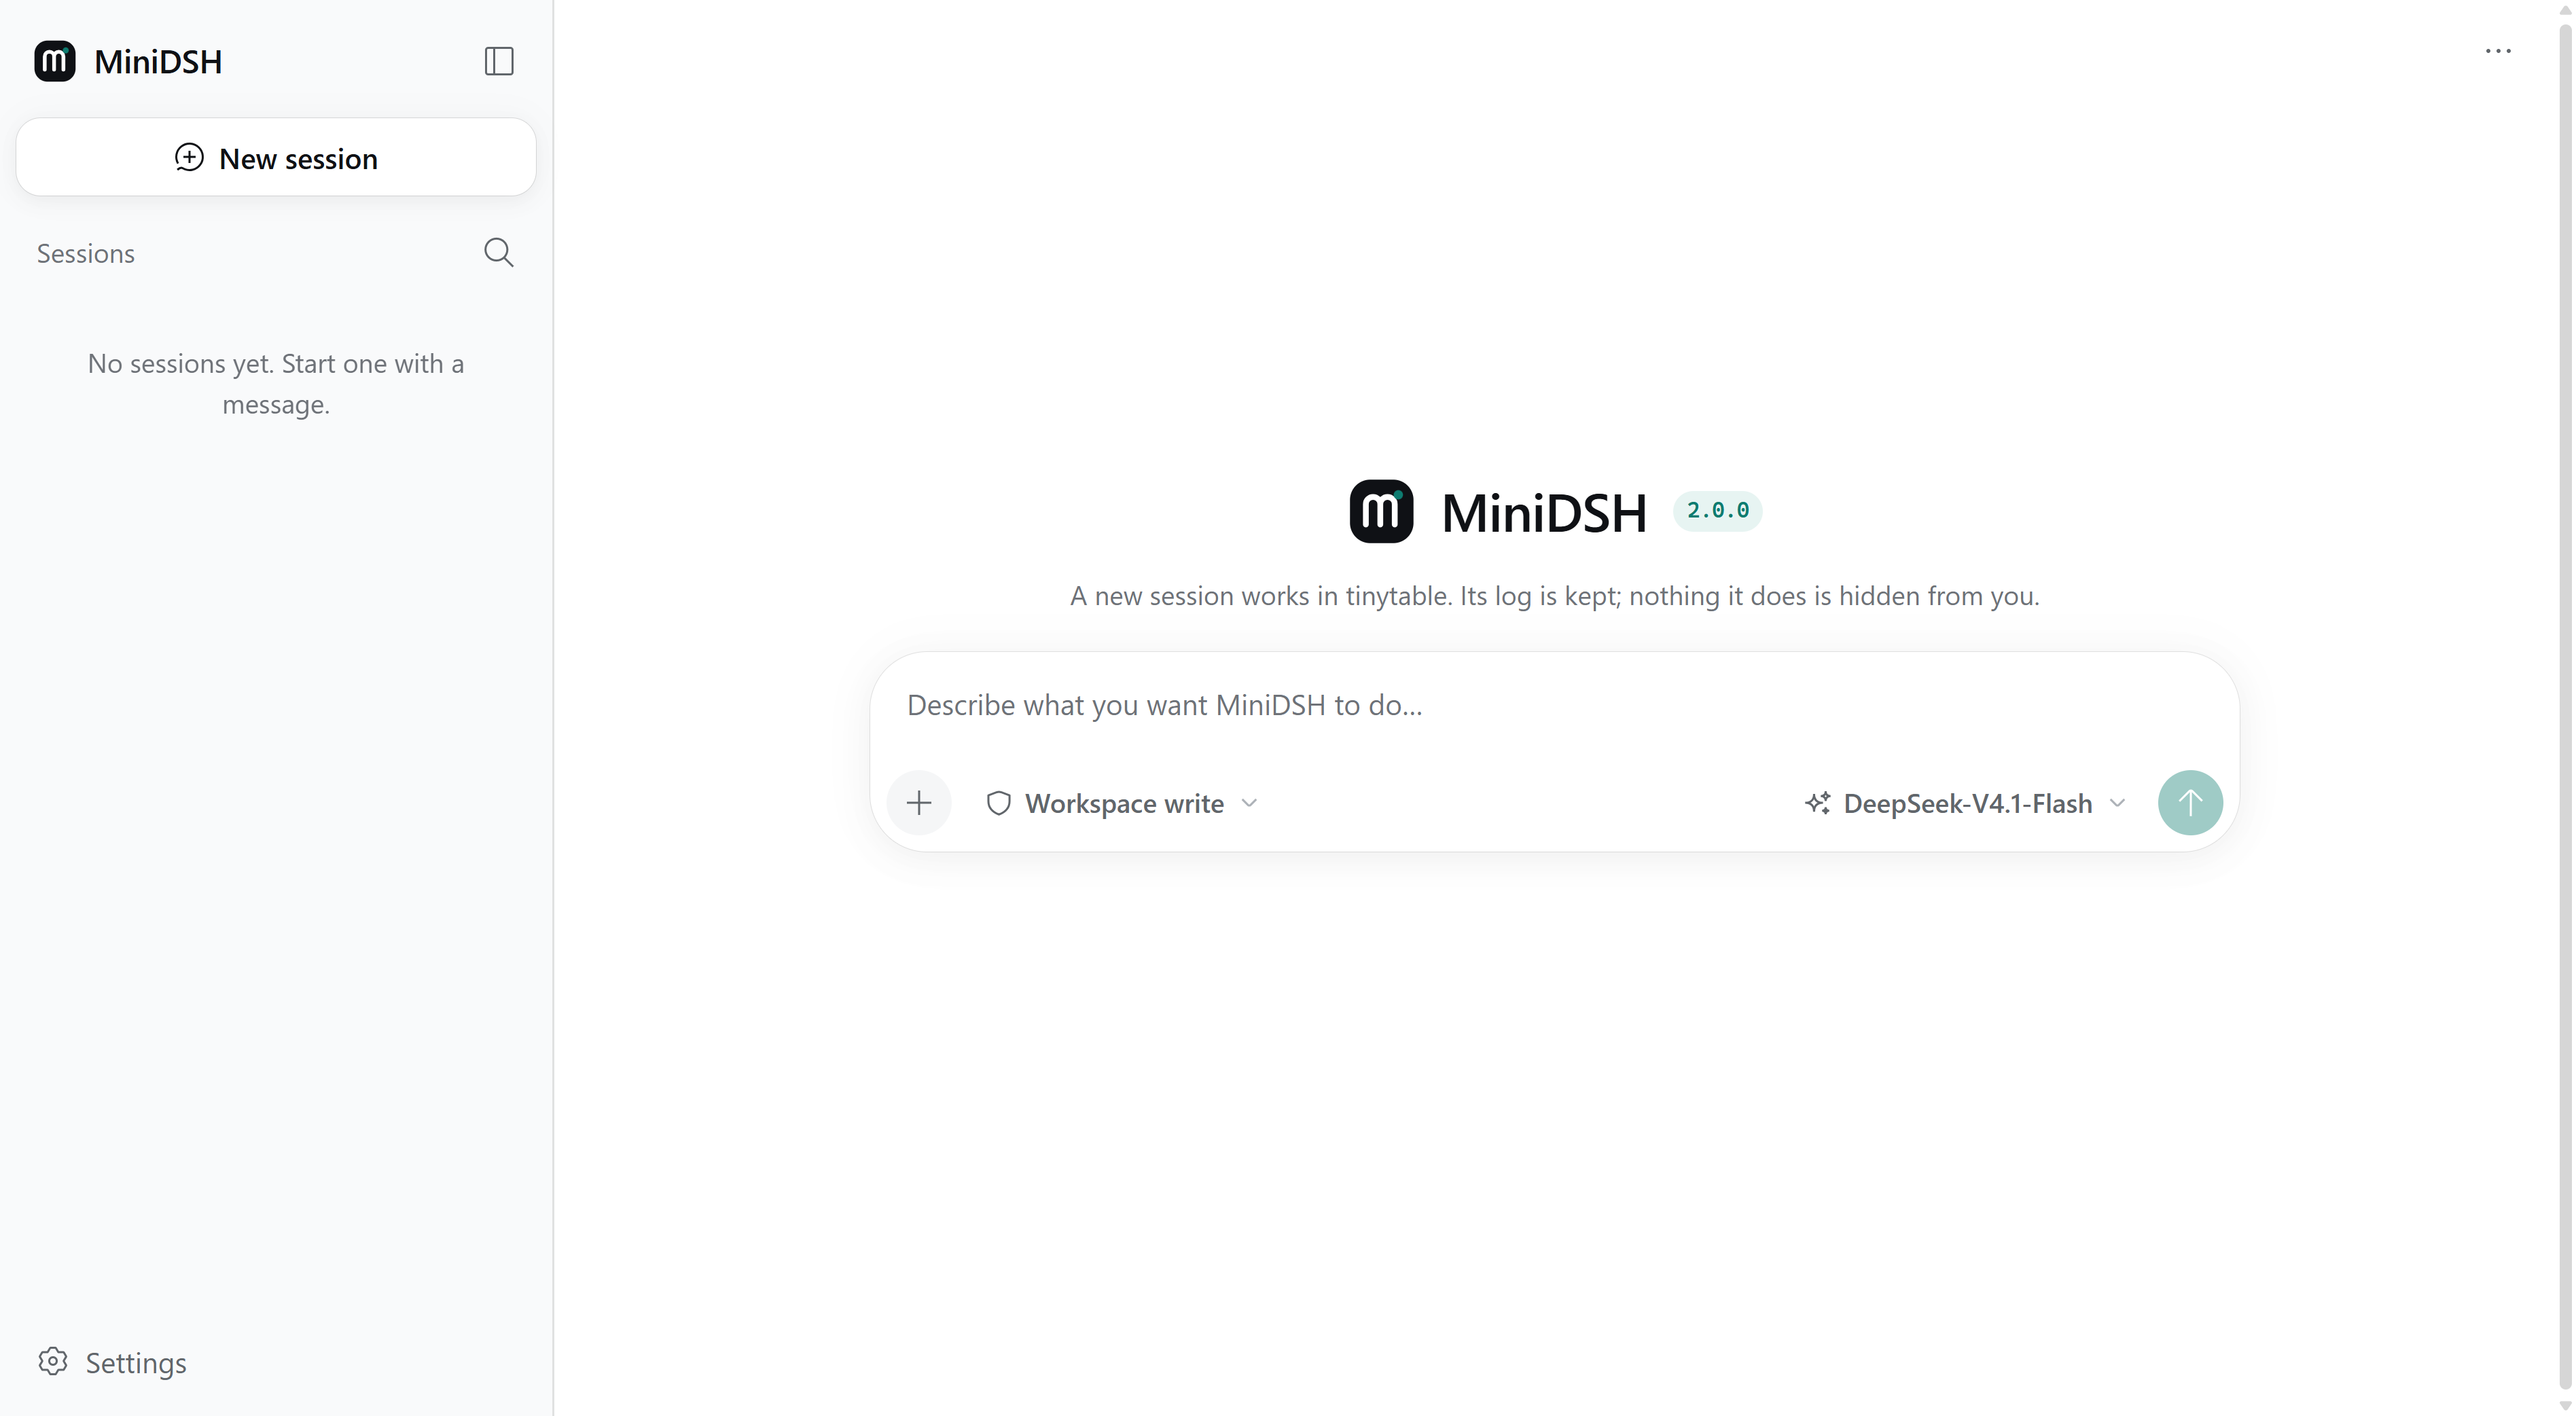 MiniDSH
New session
Sessions
No sessions yet. Start one with a
message.
Settings
MiniDSH 2.0.0
A new session works in tinytable. Its log is kept; nothing it does is hidden from you.
Describe what you want MiniDSH to do...
Workspace write
DeepSeek-V4.1-Flash